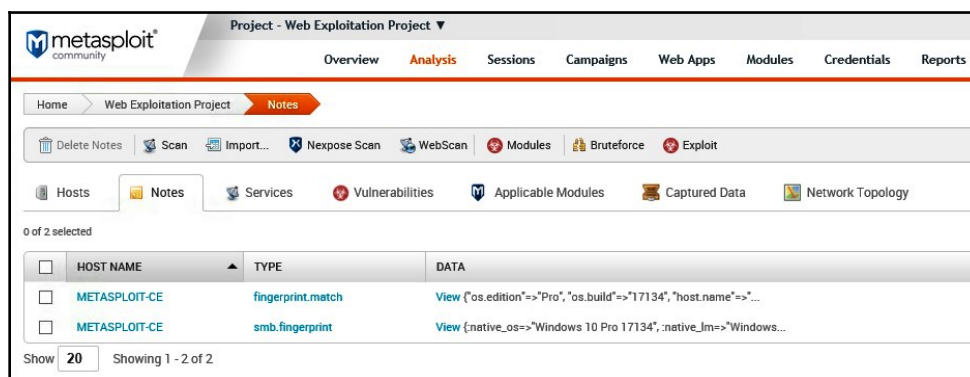 Project - Web Exploitation Project ▼
metasploit®
community
Overview Analysis Sessions Campaigns Web Apps Modules Credentials Reports
Home Web Exploitation Project Notes
Delete Notes Scan Import... Nexpose Scan WebScan Modules Bruteforce Exploit
Hosts Notes Services Vulnerabilities Applicable Modules Captured Data Network Topology
0 of 2 selected
HOST NAME TYPE DATA
METASPLOIT-CE fingerprint.match View {"os.edition"=>"Pro", "os.build"=>"17134", "host.name"=>"...
METASPLOIT-CE smb.fingerprint View {:native_os=>"Windows 10 Pro 17134", :native_lm=>"Windows...
Show 20 Showing 1 - 2 of 2